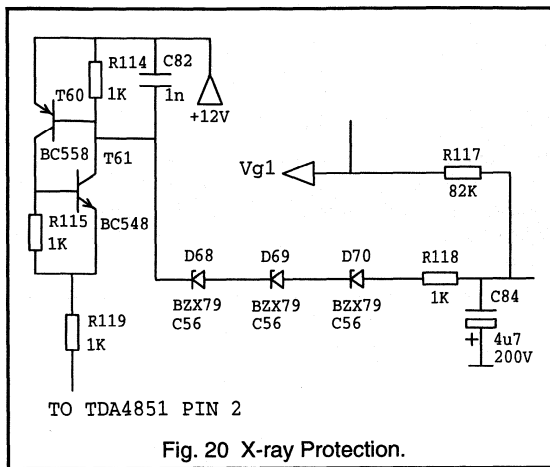 R114
1K
C82
1n
+12V
T60
BC558
T61
BC548
R115
1K
R119
1K
Vg1
R117
82K
D68
BZX79
C56
D69
BZX79
C56
D70
BZX79
C56
R118
1K
C84
+
4u7
200V
TO TDA4851 PIN 2
Fig. 20 X-ray Protection.